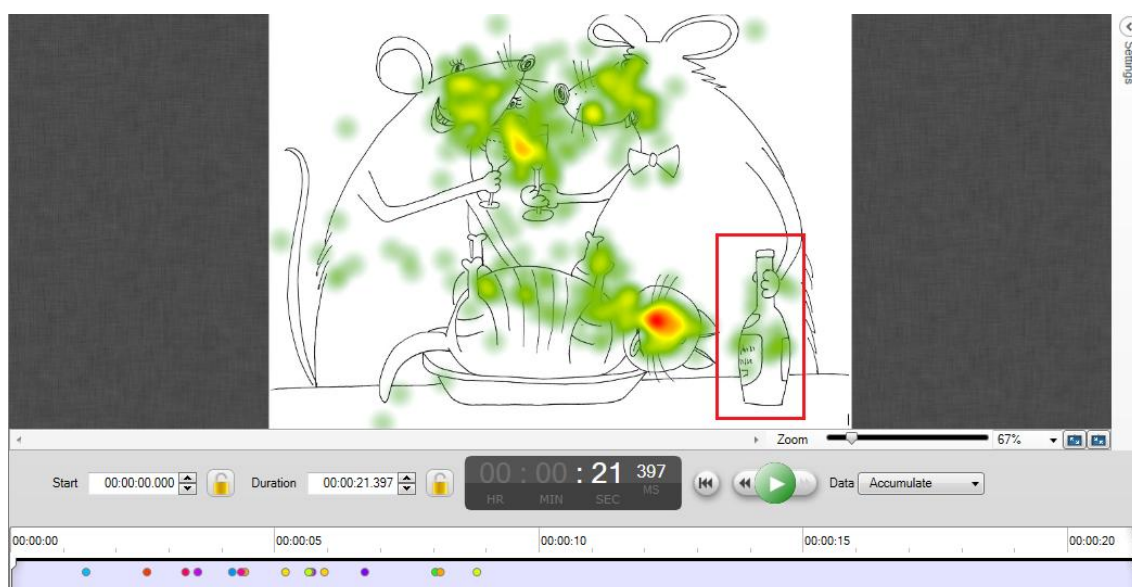 Settings
Zoom 67%
Start 00:00:00.000 Duration 00:00:21.397 00 : 00 : 21 397 Data Accumulate
HR MIN SEC MS
00:00:00 00:00:05 00:00:10 00:00:15 00:00:20